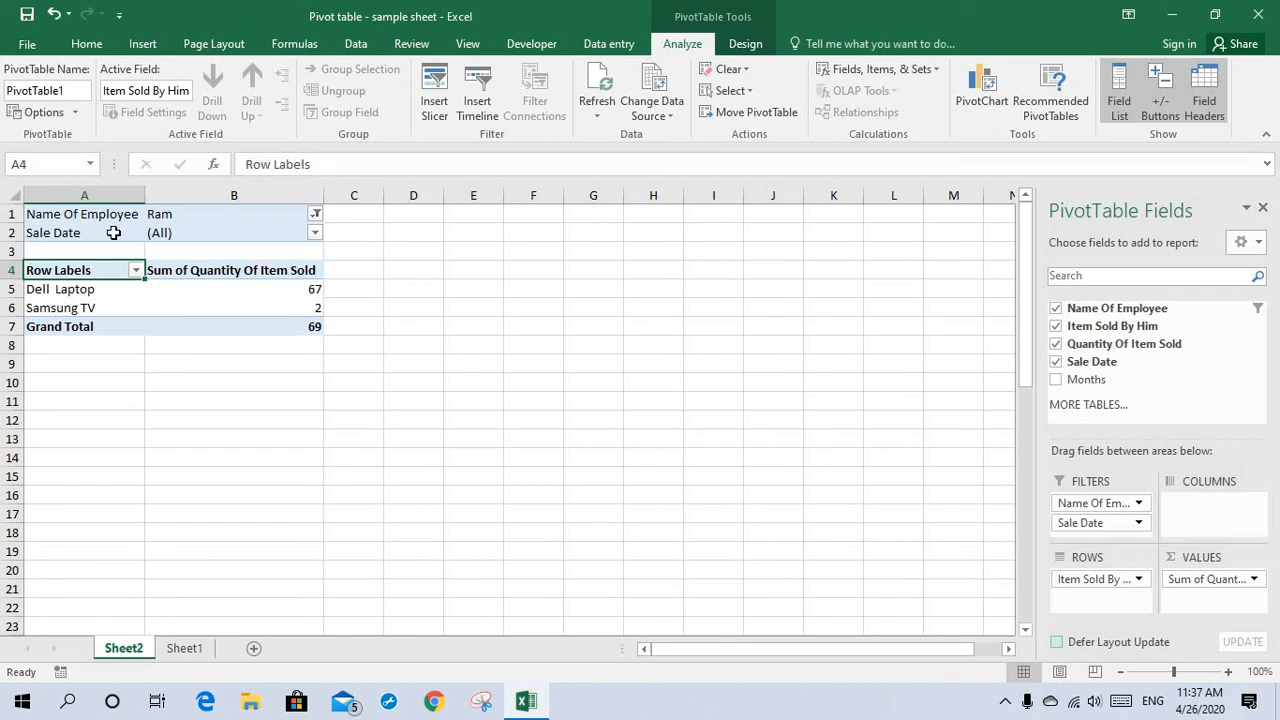 Pivot table - sample sheet - Excel
PivotTable Tools
File
Home
Insert
Page Layout
Formulas
Data
Review
View
Developer
Data entry
Analyze
Design
Tell me what you want to do...
Sign in
Share
PivotTable Name:
PivotTable1
Options
PivotTable
Active Field:
Item Sold By Him
Field Settings
Drill Down
Drill Up
Active Field
Group Selection
Ungroup
Group Field
Group
Insert Slicer
Insert Timeline
Filter Connections
Filter
Refresh
Change Data Source
Data
Clear
Select
Move PivotTable
Actions
Fields, Items, & Sets
OLAP Tools
Relationships
Calculations
PivotChart
Recommended PivotTables
Tools
Field List
+/- Buttons
Field Headers
Show
A4
fx
Row Labels
A B C D E F G H I J K L M N
1 Name Of Employee Ram
2 Sale Date (All)
3
4 Row Labels Sum of Quantity Of Item Sold
5 Dell Laptop 67
6 Samsung TV 2
7 Grand Total 69
8
9
10
11
12
13
14
15
16
17
18
19
20
21
22
23
PivotTable Fields
Choose fields to add to report:
Search
Name Of Employee
Item Sold By Him
Quantity Of Item Sold
Sale Date
Months
MORE TABLES...
Drag fields between areas below:
FILTERS
Name Of Em...
Sale Date
COLUMNS
ROWS
Item Sold By ...
Σ VALUES
Sum of Quant...
Defer Layout Update
UPDATE
Sheet2
Sheet1
Ready
100%
5
ENG
11:37 AM
4/26/2020